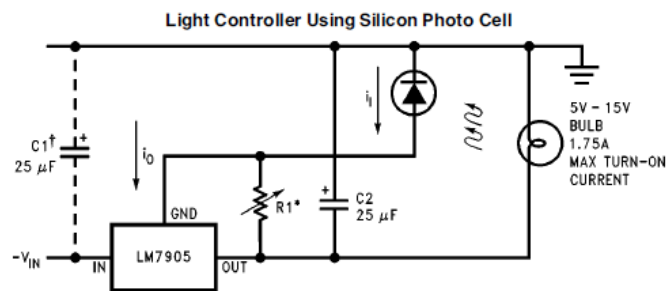 Light Controller Using Silicon Photo Cell
C1† +
25 μF
i₀
GND
R1*
+
C2
25 μF
iₗ
5V – 15V
BULB
1.75A
MAX TURN-ON
CURRENT
-VIN
IN
LM7905
OUT